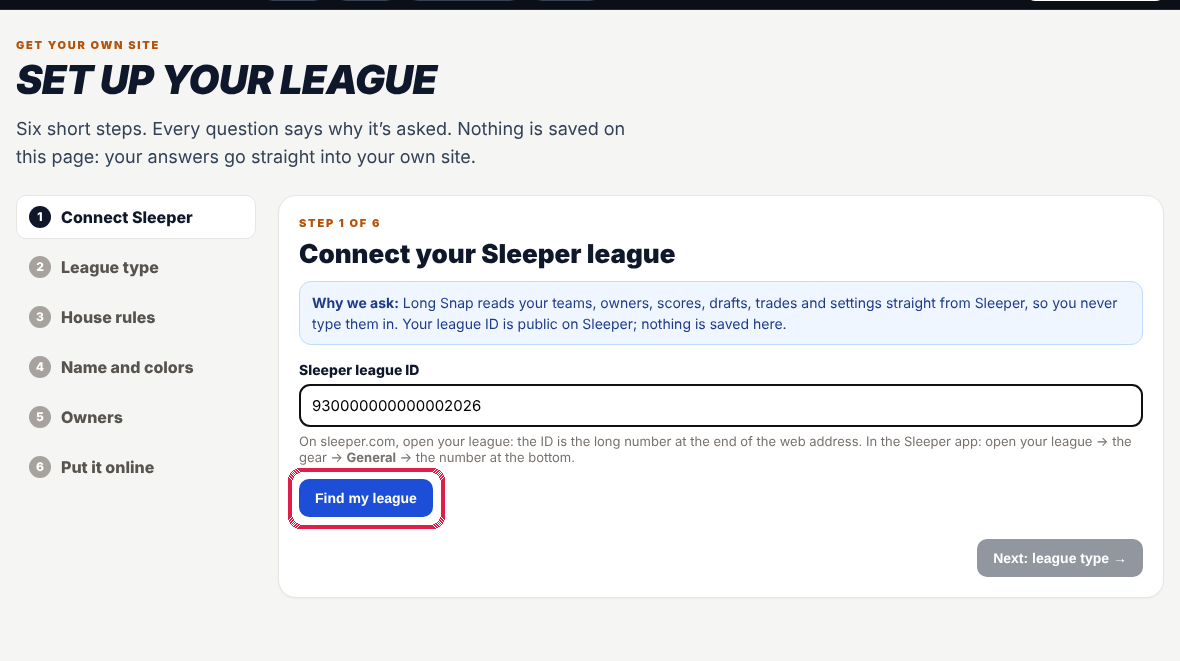 GET YOUR OWN SITE
SET UP YOUR LEAGUE
Six short steps. Every question says why it’s asked. Nothing is saved on
this page: your answers go straight into your own site.
1 Connect Sleeper
2 League type
3 House rules
4 Name and colors
5 Owners
6 Put it online
STEP 1 OF 6
Connect your Sleeper league
Why we ask: Long Snap reads your teams, owners, scores, drafts, trades and settings straight from Sleeper, so you never
type them in. Your league ID is public on Sleeper; nothing is saved here.
Sleeper league ID
930000000000002026
On sleeper.com, open your league: the ID is the long number at the end of the web address. In the Sleeper app: open your league → the
gear → General → the number at the bottom.
Find my league
Next: league type →